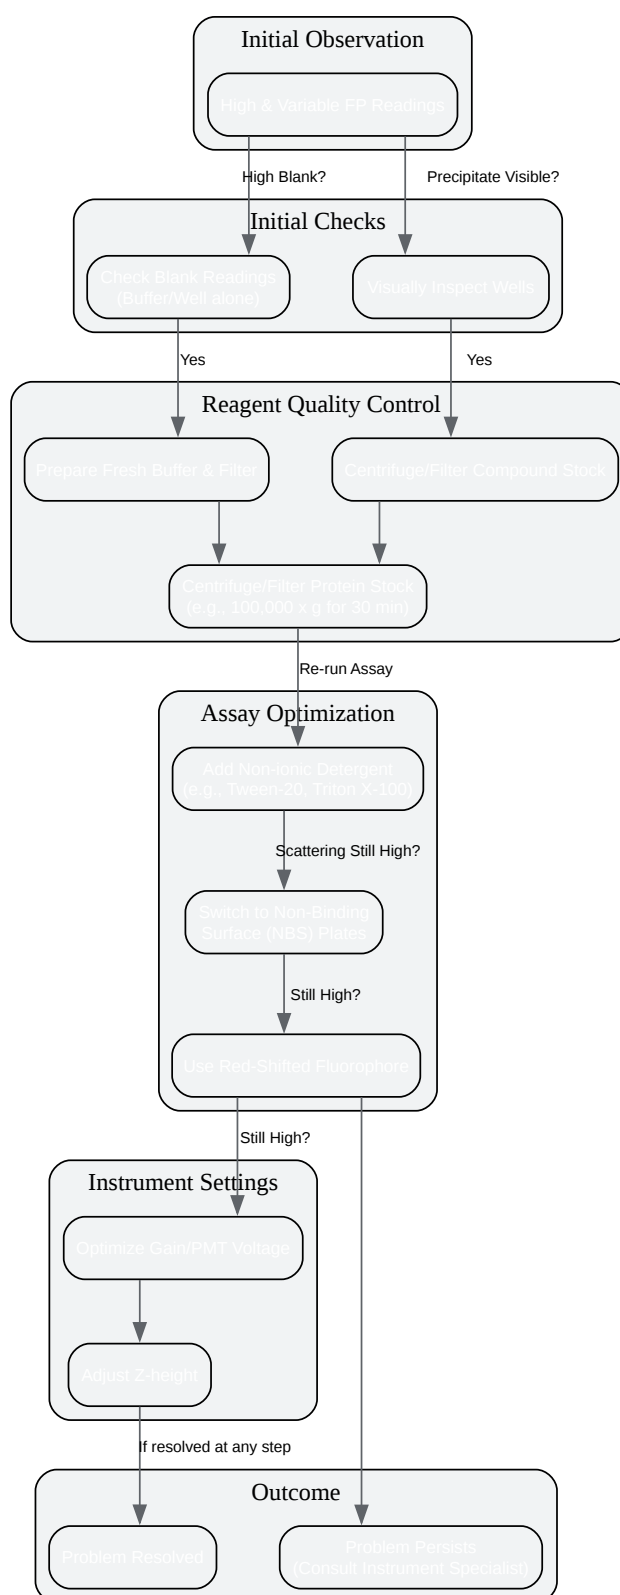 Initial Observation
High & Variable FP Readings
High Blank?
Precipitate Visible?
Initial Checks
Check Blank Readings
(Buffer/Well alone)
Visually Inspect Wells
Yes
Yes
Reagent Quality Control
Prepare Fresh Buffer & Filter
Centrifuge/Filter Compound Stock
Centrifuge/Filter Protein Stock
(e.g., 100,000 x g for 30 min)
Re-run Assay
Assay Optimization
Add Non-ionic Detergent
(e.g., Tween-20, Triton X-100)
Scattering Still High?
Switch to Non-Binding
Surface (NBS) Plates
Still High?
Use Red-Shifted Fluorophore
Still High?
Instrument Settings
Optimize Gain/PMT Voltage
Adjust Z-height
If resolved at any step
Outcome
Problem Resolved
Problem Persists
(Consult Instrument Specialist)